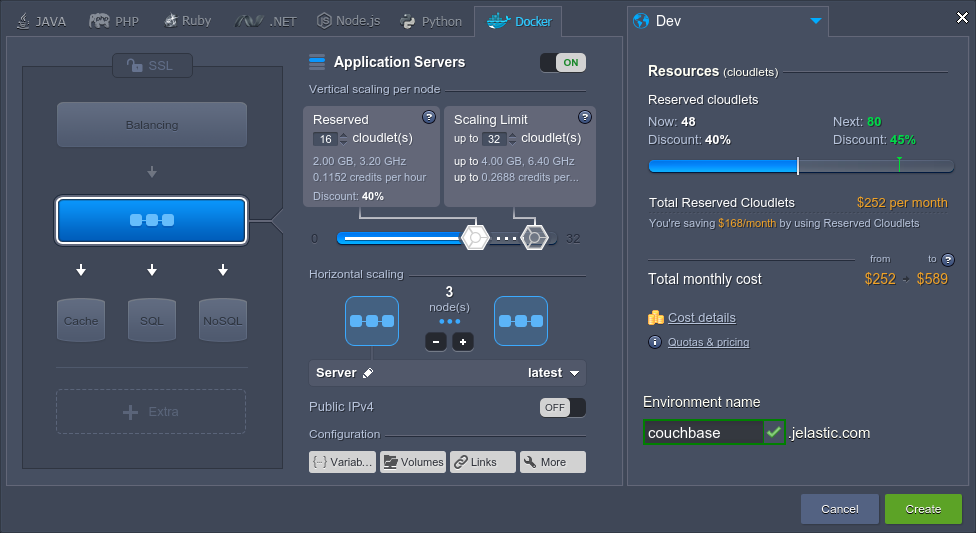 JAVA
PHP
Ruby
.NET
Node.js
Python
Docker
SSL
Balancing
Cache
SQL
NoSQL
Extra
Application Servers
ON
Vertical scaling per node
Reserved
?
16 cloudlet(s)
2.00 GB, 3.20 GHz
0.1152 credits per hour
Discount: 40%
Scaling Limit
?
up to 32 cloudlet(s)
up to 4.00 GB, 6.40 GHz
up to 0.2688 credits per...
0
32
Horizontal scaling
3
node(s)
- +
Server
latest
Public IPv4
OFF
Configuration
{··} Variab...
Volumes
Links
More
Dev
Resources (cloudlets)
Reserved cloudlets
Now: 48
Next: 80
Discount: 40%
Discount: 45%
Total Reserved Cloudlets
$252 per month
You're saving $168/month by using Reserved Cloudlets
from
to ?
Total monthly cost
$252
$589
Cost details
i Quotas & pricing
Environment name
couchbase .jelastic.com
Cancel
Create